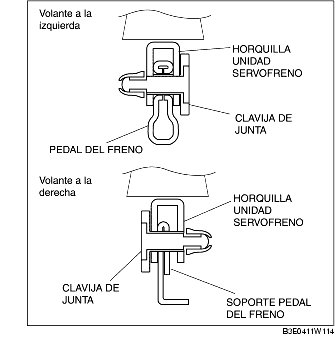 Volante a la
izquierda
HORQUILLA
UNIDAD
SERVOFRENO
CLAVIJA DE
JUNTA
PEDAL DEL FRENO
Volante a la
derecha
HORQUILLA
UNIDAD
SERVOFRENO
CLAVIJA DE
JUNTA
SOPORTE PEDAL
DEL FRENO
B3E0411W114